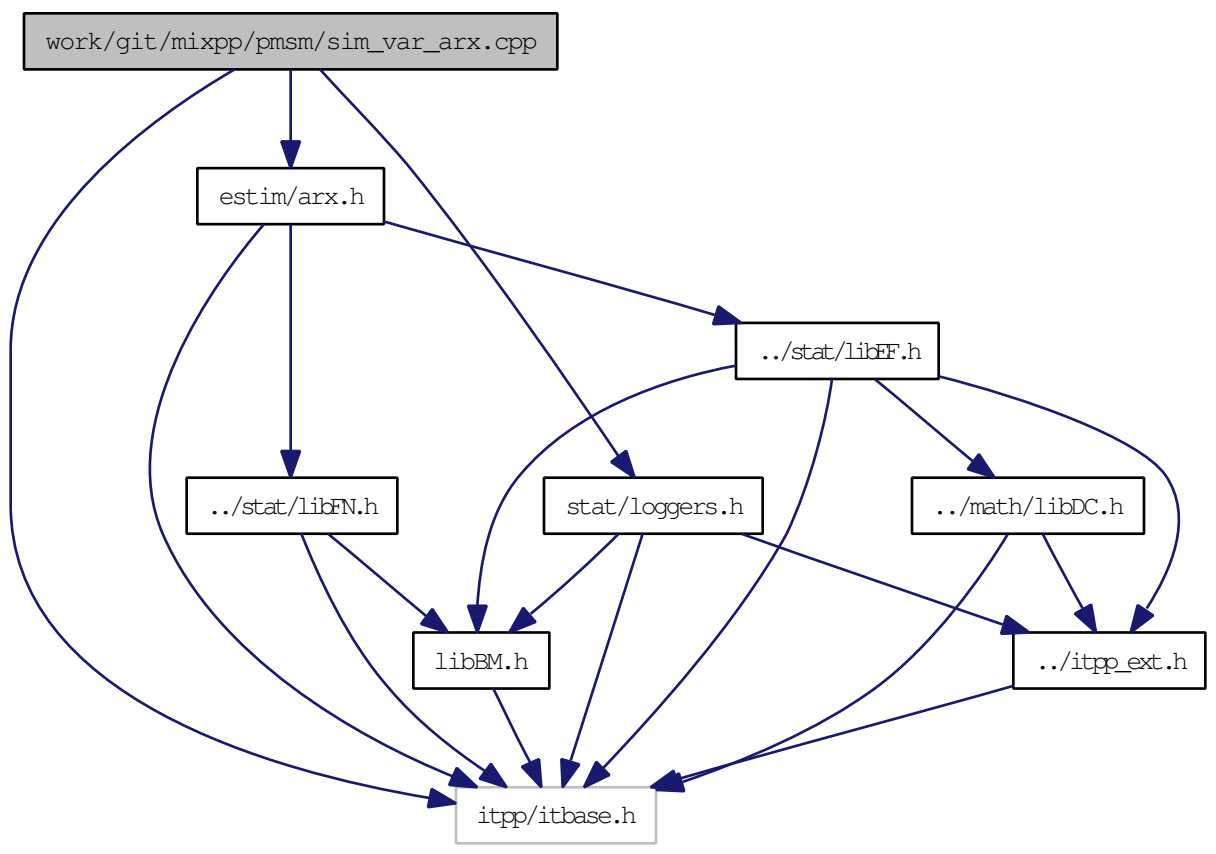 work/git/mixpp/pmsm/sim_var_arx.cpp
estim/arx.h
../stat/libEF.h
../stat/libFN.h
stat/loggers.h
../math/libDC.h
libBM.h
../itpp_ext.h
itpp/itbase.h